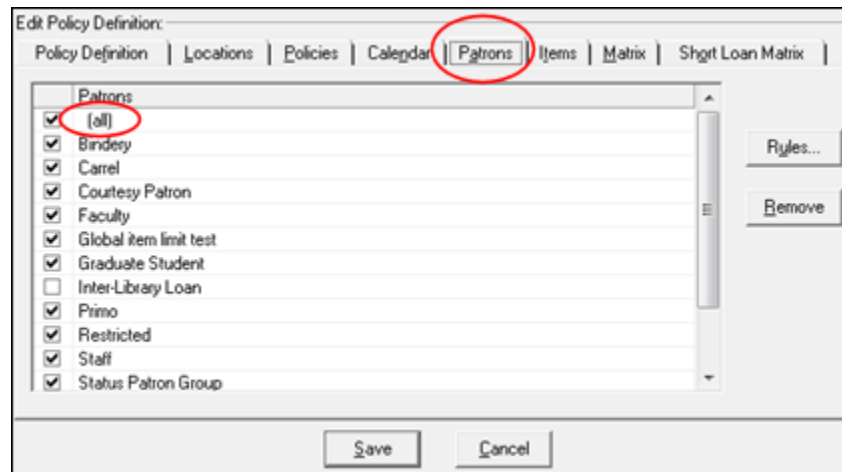 Edit Policy Definition:
Policy Definition Locations Policies Calendar Patrons Items Matrix Short Loan Matrix
Patrons
(all)
Bindery
Carrel
Courtesy Patron
Faculty
Global item limit test
Graduate Student
Inter-Library Loan
Primo
Restricted
Staff
Status Patron Group
Rules...
Remove
Save Cancel